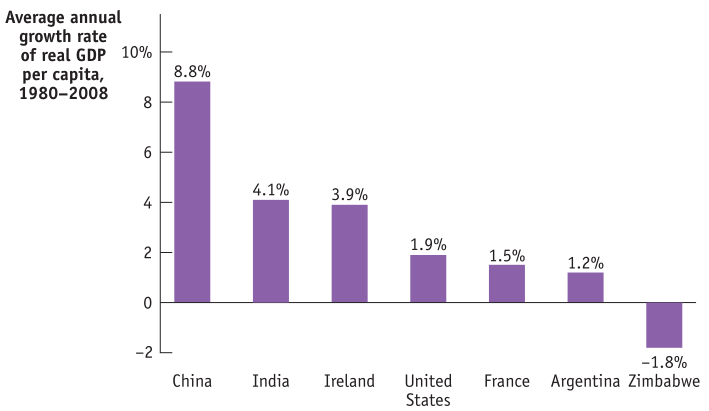 Average annual
growth rate
of real GDP
per capita,
1980–2008
10%
8
6
4
2
0
–2
8.8%
4.1%
3.9%
1.9%
1.5%
1.2%
–1.8%
China
India
Ireland
United
States
France
Argentina
Zimbabwe